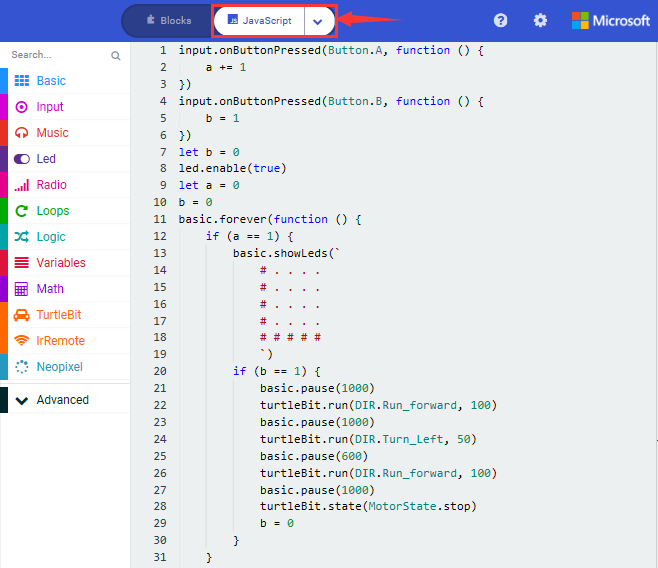 Blocks
JavaScript
Microsoft
Search...
Basic
Input
Music
Led
Radio
Loops
Logic
Variables
Math
TurtleBit
IrRemote
Neopixel
Advanced
1 input.onButtonPressed(Button.A, function () {
2     a += 1
3 })
4 input.onButtonPressed(Button.B, function () {
5     b = 1
6 })
7 let b = 0
8 led.enable(true)
9 let a = 0
10 b = 0
11 basic.forever(function () {
12     if (a == 1) {
13         basic.showLeds(`
14             # . . . .
15             # . . . .
16             # . . . .
17             # . . . .
18             # # # # #
19             `)
20         if (b == 1) {
21             basic.pause(1000)
22             turtleBit.run(DIR.Run_forward, 100)
23             basic.pause(1000)
24             turtleBit.run(DIR.Turn_Left, 50)
25             basic.pause(600)
26             turtleBit.run(DIR.Run_forward, 100)
27             basic.pause(1000)
28             turtleBit.state(MotorState.stop)
29             b = 0
30         }
31     }